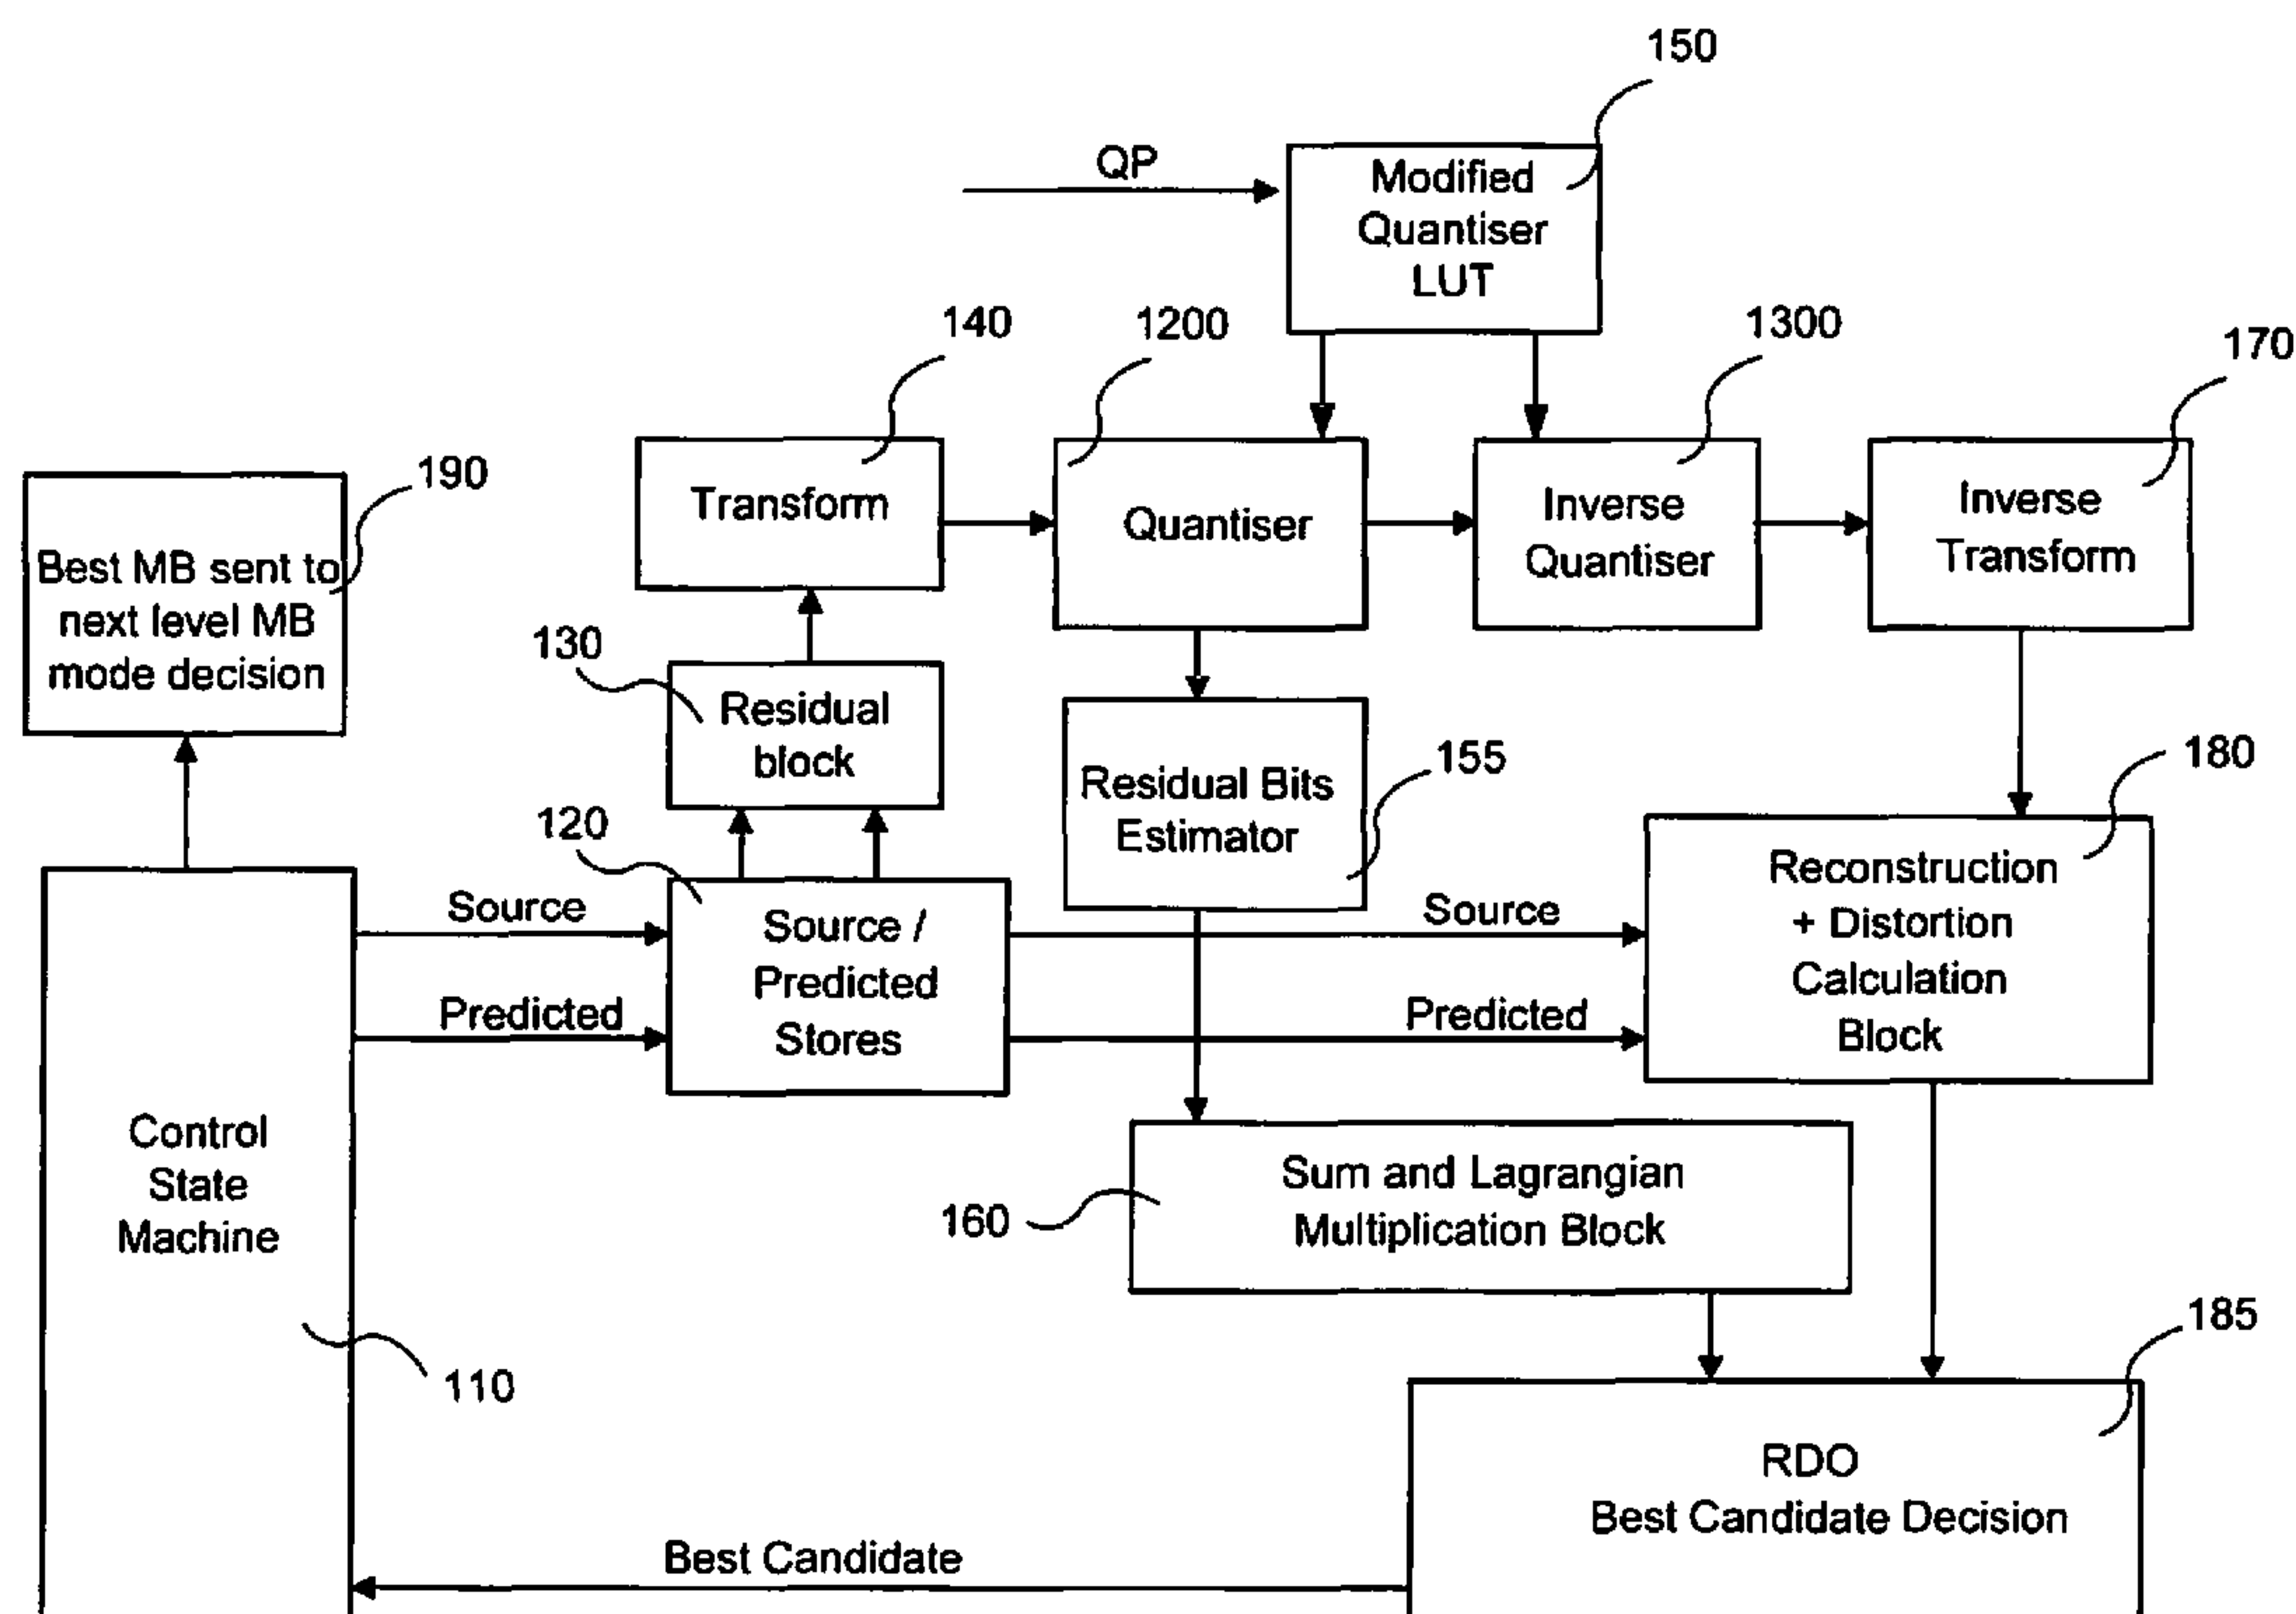 150
QP
Modified
Quantiser
LUT
140
1200
1300
170
190
Best MB sent to
next level MB
mode decision
Transform
Quantiser
Inverse
Quantiser
Inverse
Transform
130
Residual
block
Residual Bits
Estimator
155
180
120
Source
Predicted
Source /
Predicted
Stores
Source
Predicted
Reconstruction
+ Distortion
Calculation
Block
Control
State
Machine
110
160
Sum and Lagrangian
Multiplication Block
185
RDO
Best Candidate Decision
Best Candidate